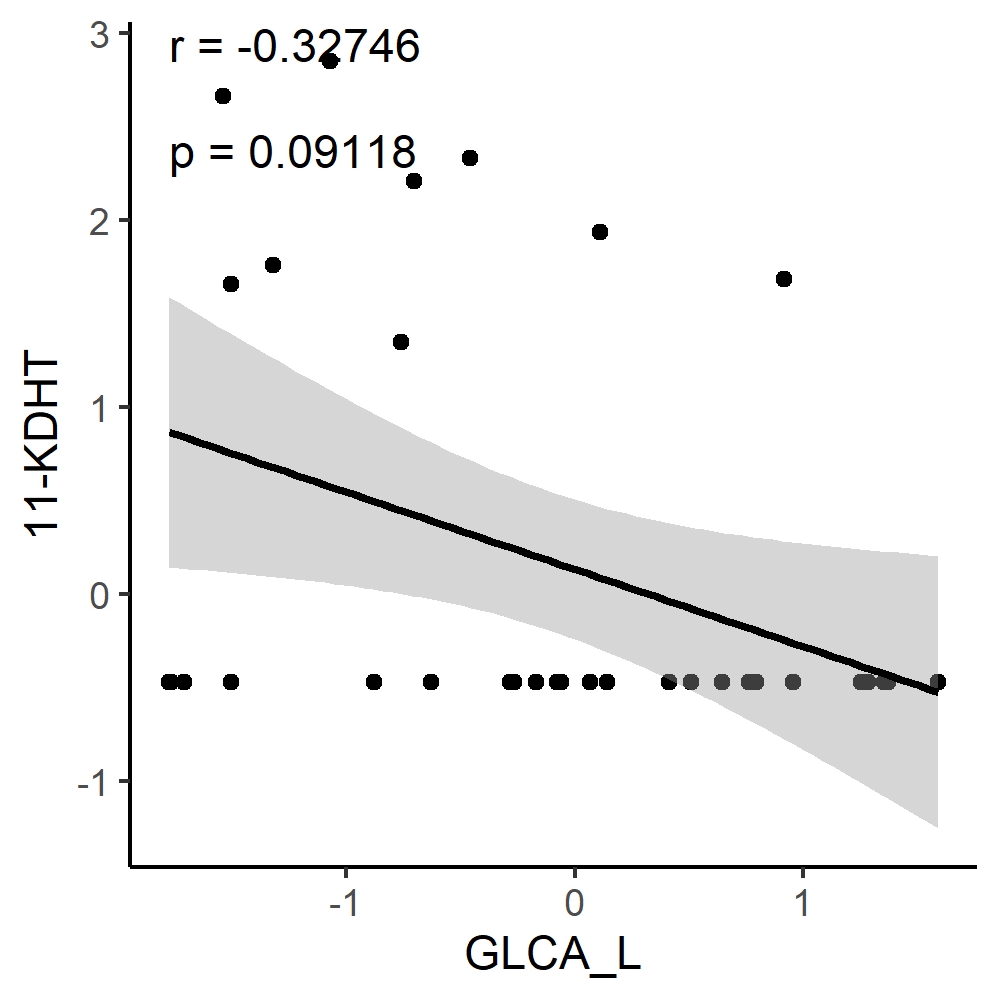 r = -0.32746
p = 0.09118
3
2
1
0
-1
11-KDHT
-1
0
1
GLCA_L